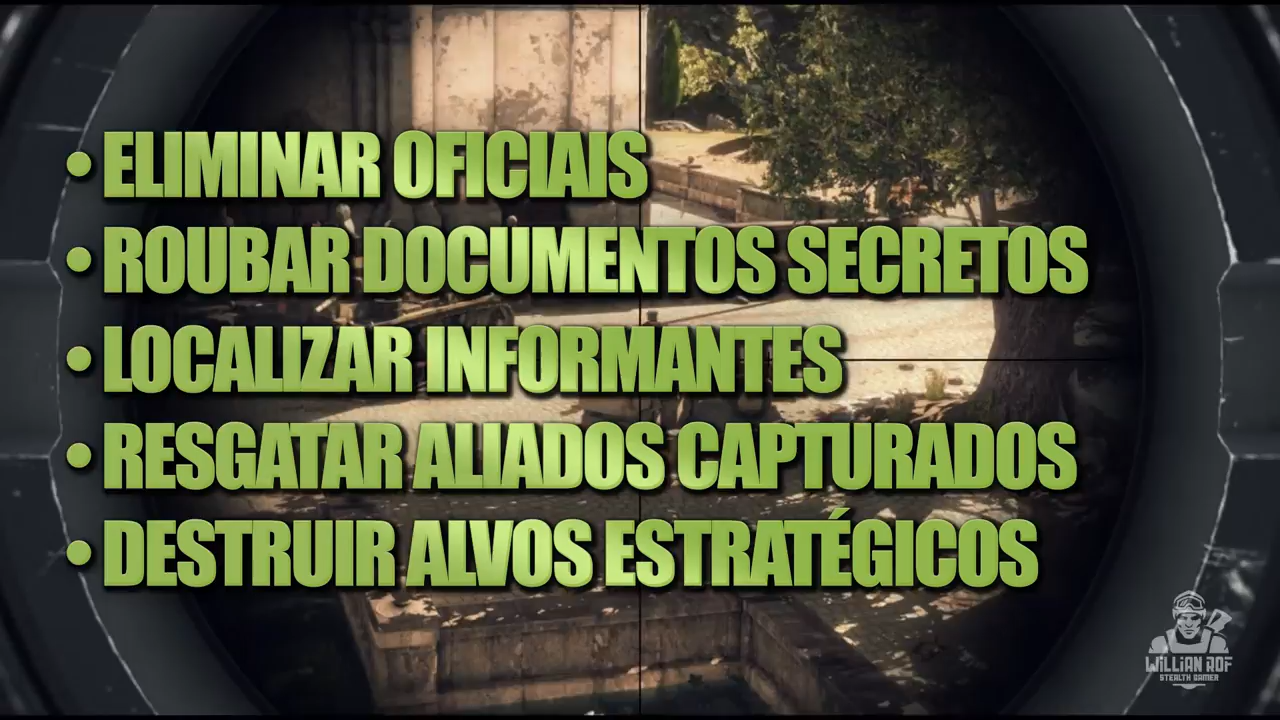 • ELIMINAR OFICIAIS
• ROUBAR DOCUMENTOS SECRETOS
• LOCALIZAR INFORMANTES
• RESGATAR ALIADOS CAPTURADOS
• DESTRUIR ALVOS ESTRATÉGICOS
WILLIAN ROF
STEALTH GAMER